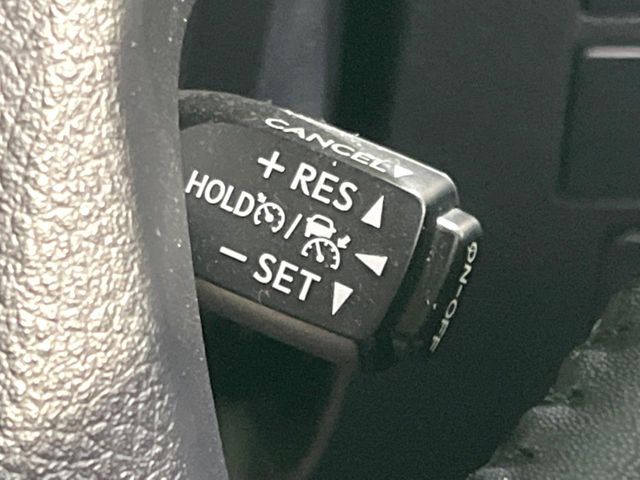 CANCEL
+ RES
HOLD /
- SET
ON-OFF